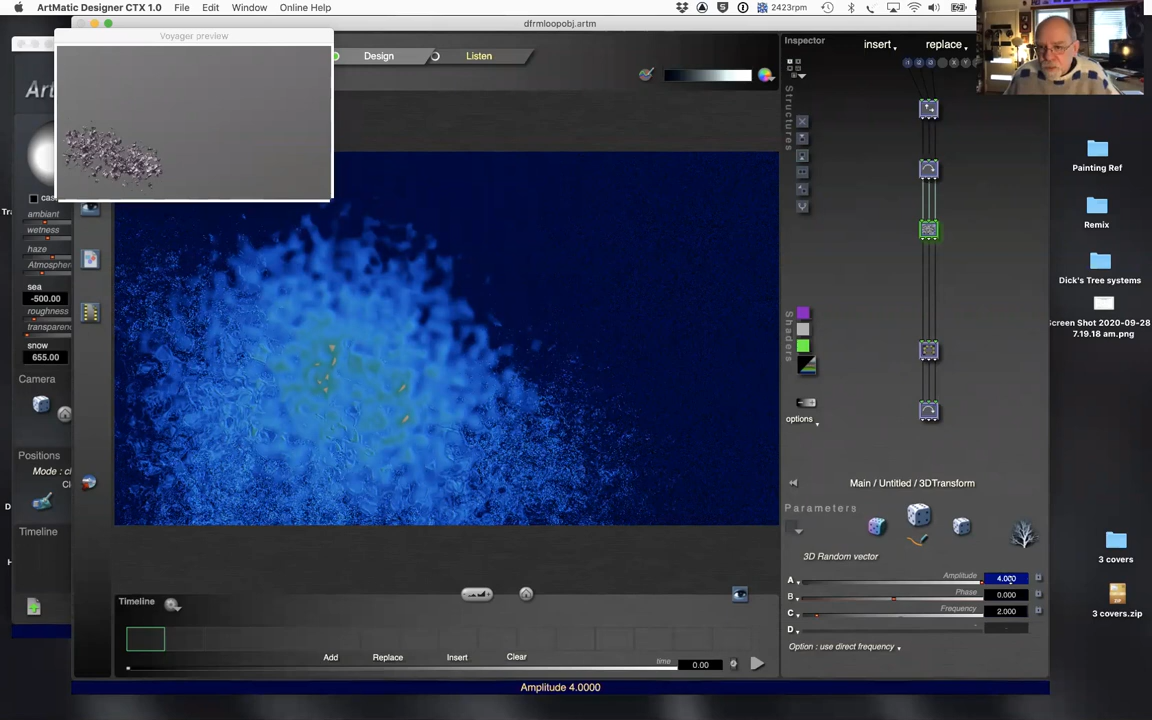 ArtMatic Designer CTX 1.0 File Edit Window Online Help 2423rpm
dfrmloopobj.artm
Voyager preview
Design
Listen
Inspector
insert
replace
Structures
Art
ambiant
wetness
haze
sea
-500.00
roughness
snow
655.00
Camera
Positions
Timeline
Shaders
options
Main / Untitled / 3DTransform
Parameters
3D Random vector
A Amplitude 4.000
B Phase 0.000
C Frequency 2.000
D
Option : use direct frequency
Timeline
Add Replace Insert Clear
time 0.00
Amplitude 4.0000
Painting Ref
Remix
Dick's Tree systems
Screen Shot 2020-09-28
7.19.18 am.png
3 covers
3 covers.zip